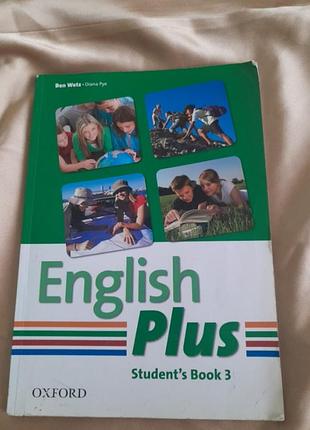 Ben Wetz • Diana Pye
English
Plus
Student's Book 3
OXFORD